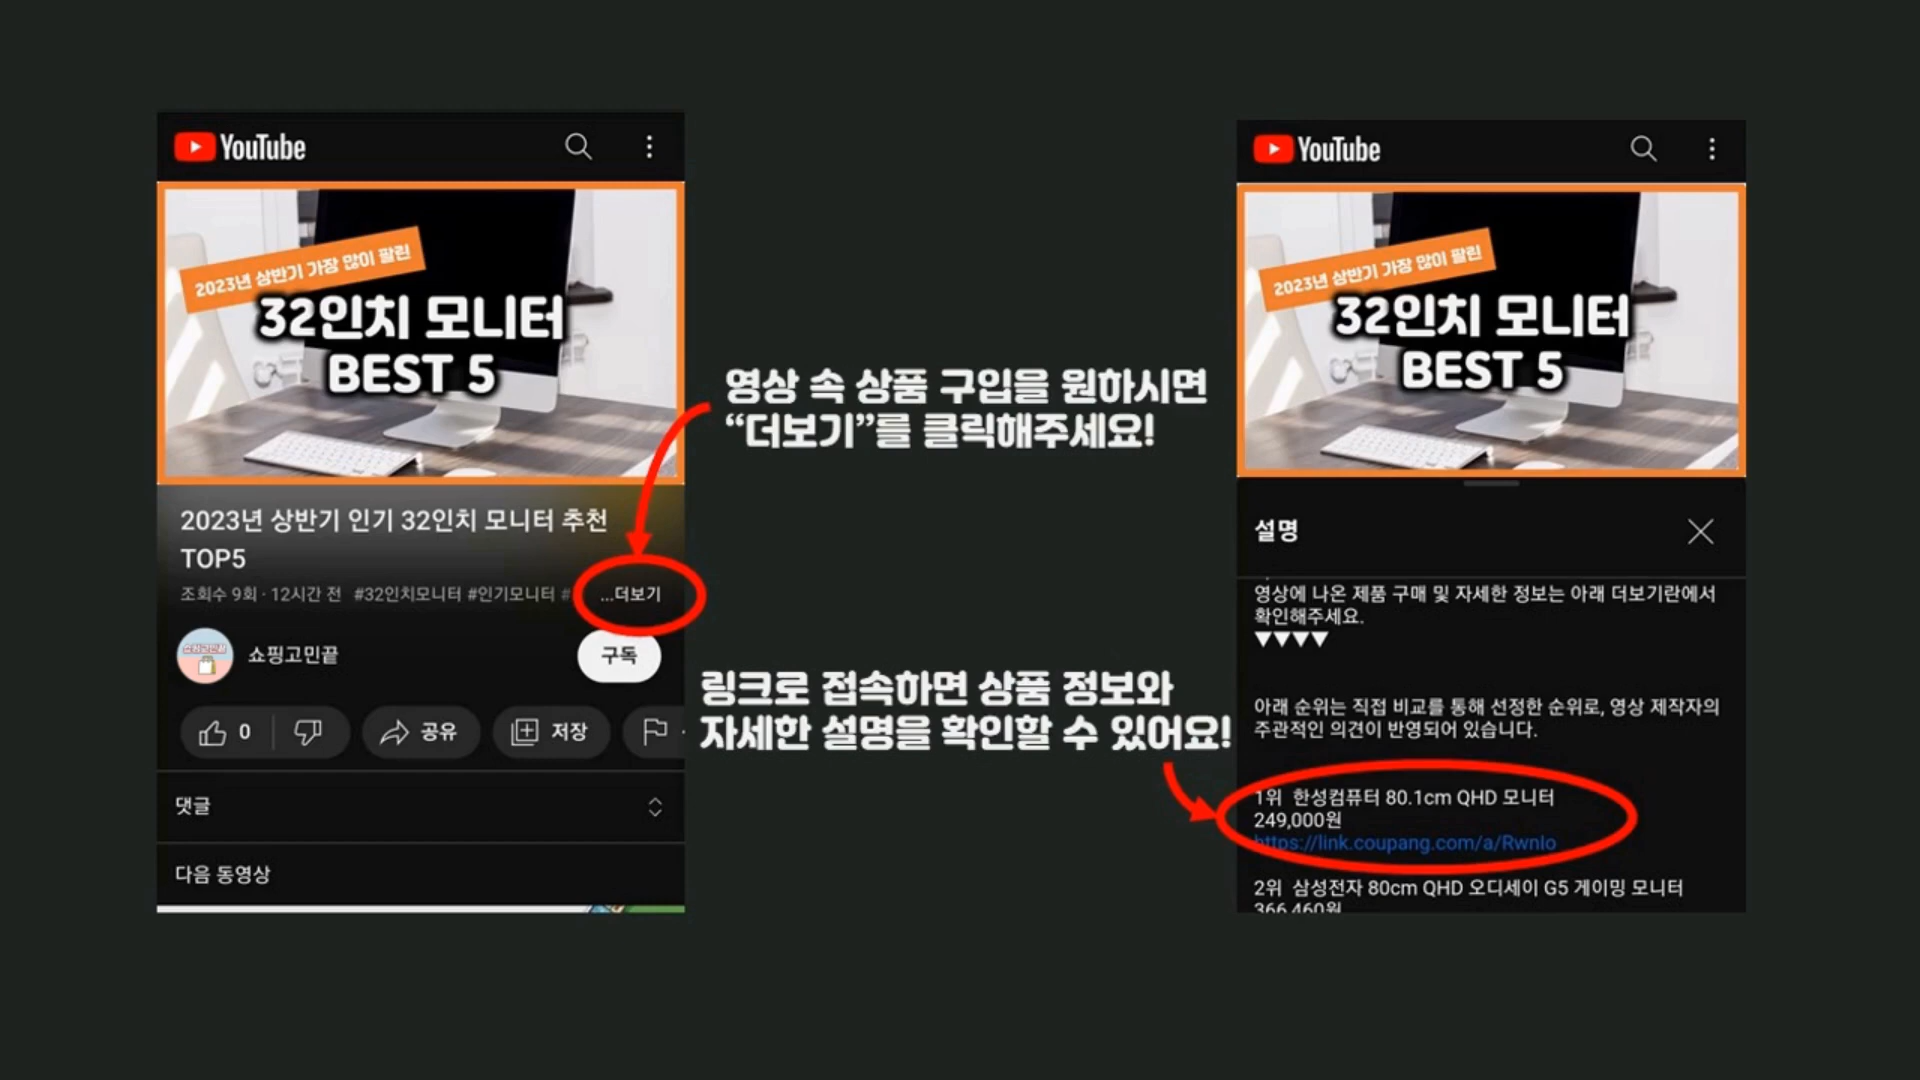 YouTube
2023년 상반기 가장 많이 팔린
32인치 모니터
BEST 5
2023년 상반기 인기 32인치 모니터 추천
TOP5
조회수 9회 · 12시간 전 #32인치모니터 #인기모니터 # ...더보기
쇼핑고민끝
쇼핑고민끝
구독
0
공유
저장
댓글
다음 동영상
영상 속 상품 구입을 원하시면
“더보기”를 클릭해주세요!
링크로 접속하면 상품 정보와
자세한 설명을 확인할 수 있어요!
YouTube
2023년 상반기 가장 많이 팔린
32인치 모니터
BEST 5
설명
영상에 나온 제품 구매 및 자세한 정보는 아래 더보기란에서
확인해주세요.
▼▼▼▼
아래 순위는 직접 비교를 통해 선정한 순위로, 영상 제작자의
주관적인 의견이 반영되어 있습니다.
1위 한성컴퓨터 80.1cm QHD 모니터
249,000원
https://link.coupang.com/a/RwnIo
2위 삼성전자 80cm QHD 오디세이 G5 게이밍 모니터
366,460원